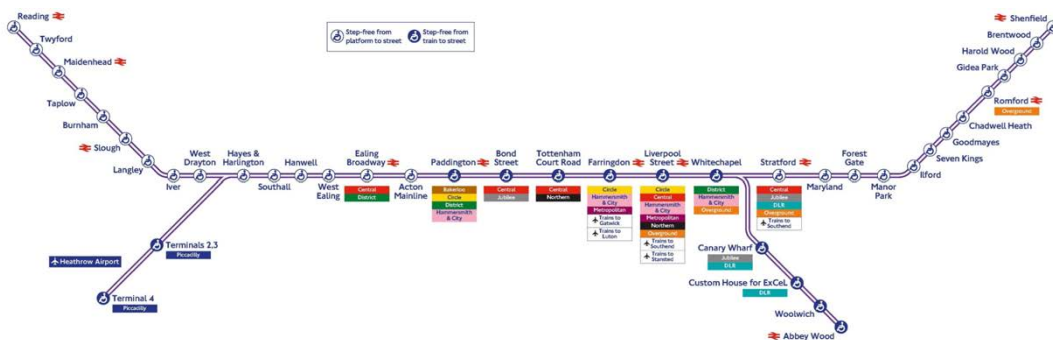 Reading
Twyford
Maidenhead
Taplow
Burnham
Slough
Langley
Iver
West
Drayton
Hayes &
Harlington
Southall
Hanwell
West
Ealing
Ealing
Broadway
Central
District
Acton
Mainline
Paddington
Bakerloo
Circle
District
Hammersmith
& City
Bond
Street
Central
Jubilee
Tottenham
Court Road
Central
Northern
Farringdon
Circle
Hammersmith
& City
Metropolitan
Trains to
Gatwick
Trains to
Luton
Liverpool
Street
Circle
Central
Hammersmith
& City
Metropolitan
Northern
Overground
Trains to
Southend
Trains to
Stansted
Whitechapel
District
Hammersmith
& City
Overground
Stratford
Central
Jubilee
DLR
Overground
Trains to
Southend
Maryland
Forest
Gate
Manor
Park
Ilford
Seven Kings
Goodmayes
Chadwell Heath
Romford
Overground
Gidea Park
Harold Wood
Brentwood
Shenfield
Step-free from
platform to street
Step-free from
train to street
Heathrow Airport
Terminals 2,3
Piccadilly
Terminal 4
Piccadilly
Canary Wharf
Jubilee
DLR
Custom House for ExCeL
DLR
Woolwich
Abbey Wood